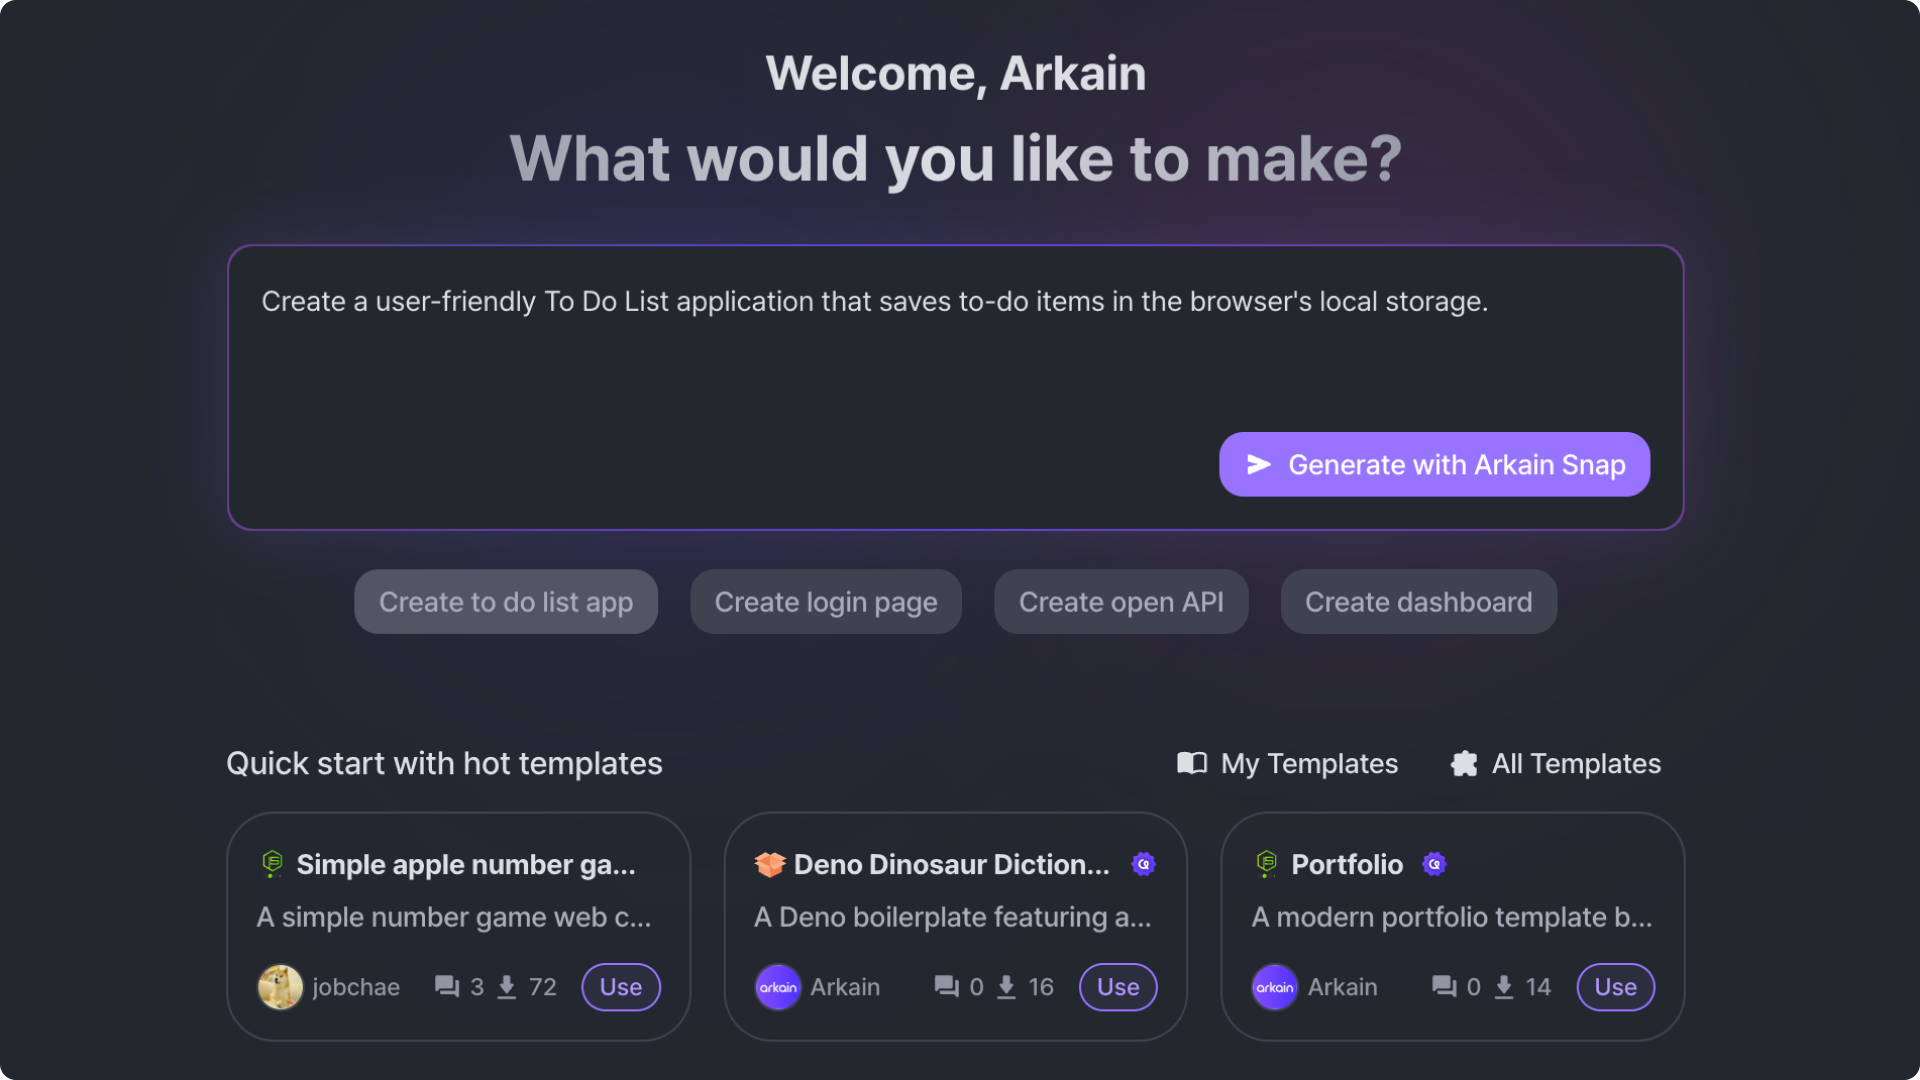 Welcome, Arkain
What would you like to make?
Create a user-friendly To Do List application that saves to-do items in the browser's local storage.
Generate with Arkain Snap
Create to do list app
Create login page
Create open API
Create dashboard
Quick start with hot templates
My Templates
All Templates
Simple apple number ga...
A simple number game web c...
jobchae 3 72 Use
Deno Dinosaur Diction...
A Deno boilerplate featuring a...
arkain Arkain 0 16 Use
Portfolio
A modern portfolio template b...
arkain Arkain 0 14 Use